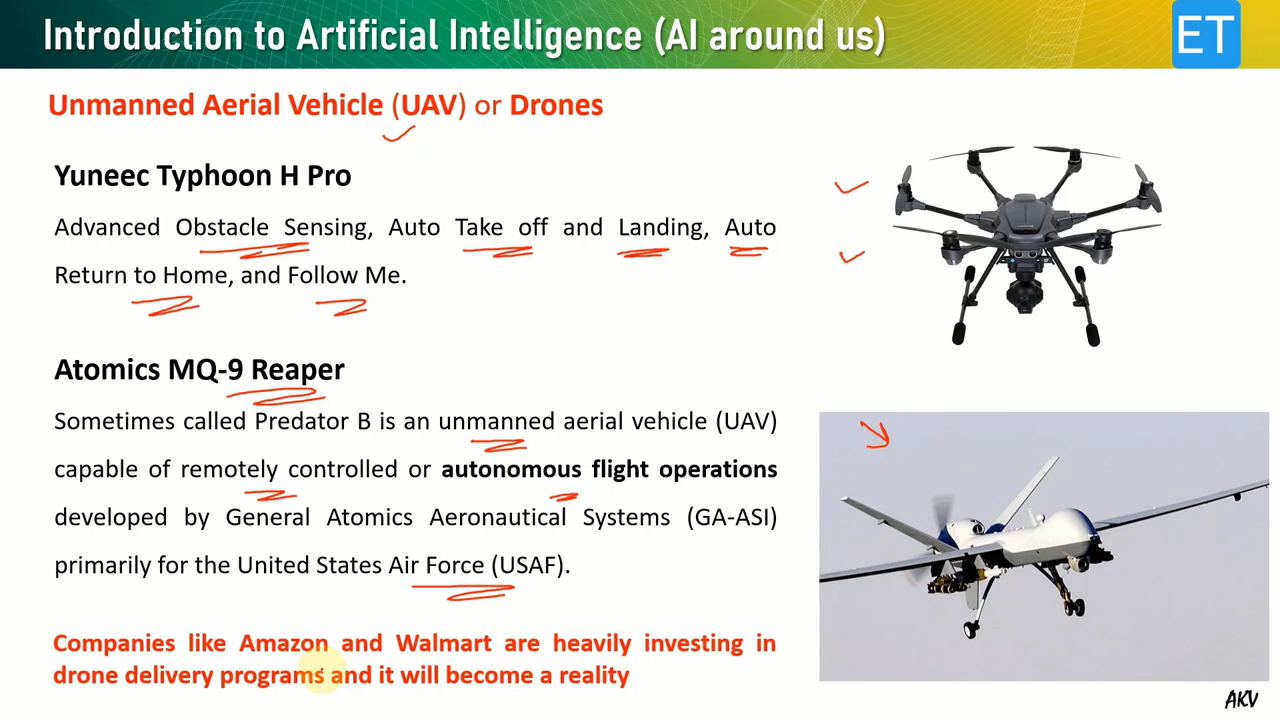 Introduction to Artificial Intelligence (AI around us)
ET
Unmanned Aerial Vehicle (UAV) or Drones
Yuneec Typhoon H Pro
Advanced Obstacle Sensing, Auto Take off and Landing, Auto
Return to Home, and Follow Me.
Atomics MQ-9 Reaper
Sometimes called Predator B is an unmanned aerial vehicle (UAV)
capable of remotely controlled or autonomous flight operations
developed by General Atomics Aeronautical Systems (GA-ASI)
primarily for the United States Air Force (USAF).
Companies like Amazon and Walmart are heavily investing in
drone delivery programs and it will become a reality
AKV